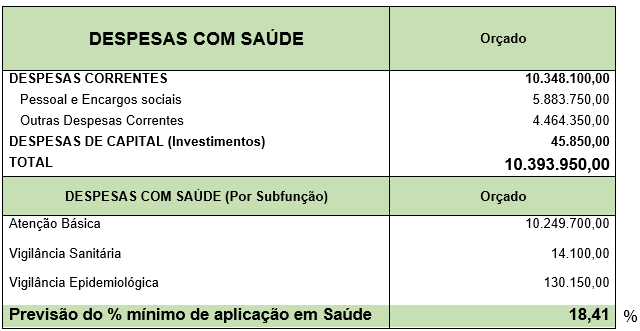 DESPESAS COM SAÚDE Orçado
DESPESAS CORRENTES 10.348.100,00
Pessoal e Encargos sociais 5.883.750,00
Outras Despesas Correntes 4.464.350,00
DESPESAS DE CAPITAL (Investimentos) 45.850,00
TOTAL 10.393.950,00
DESPESAS COM SAÚDE (Por Subfunção) Orçado
Atenção Básica 10.249.700,00
Vigilância Sanitária 14.100,00
Vigilância Epidemiológica 130.150,00
Previsão do % mínimo de aplicação em Saúde 18,41 %